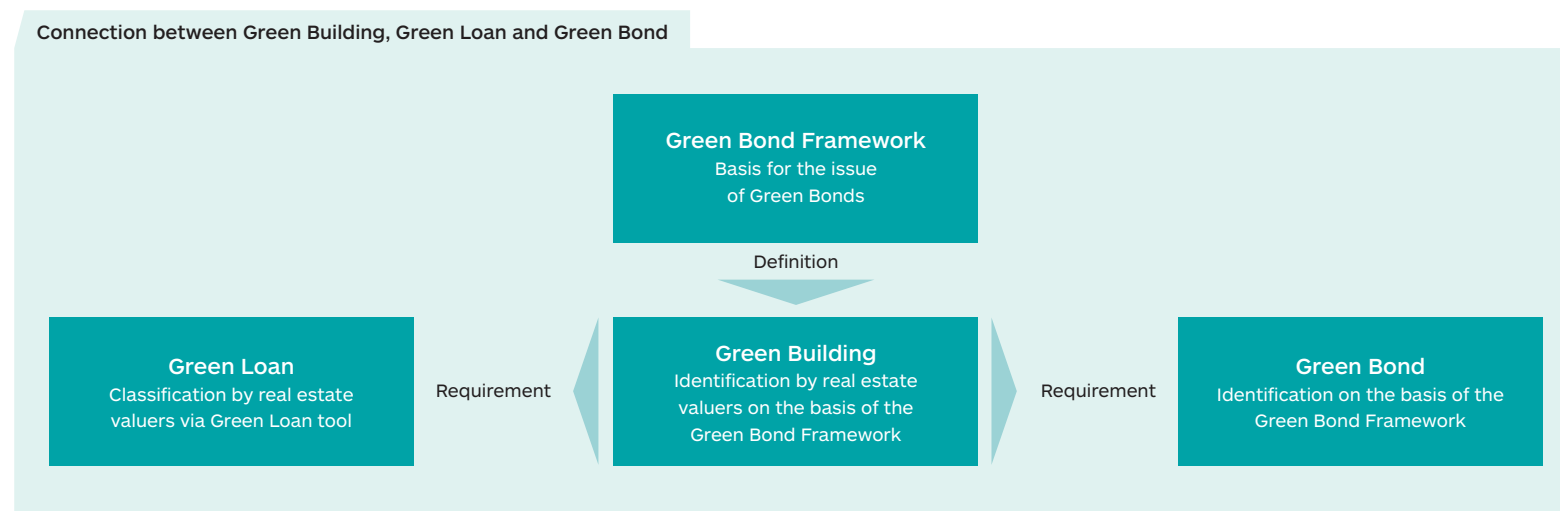 Connection between Green Building, Green Loan and Green Bond
Green Bond Framework
Basis for the issue
of Green Bonds
Definition
Green Loan
Classification by real estate
valuers via Green Loan tool
Requirement
Green Building
Identification by real estate
valuers on the basis of the
Green Bond Framework
Requirement
Green Bond
Identification on the basis of the
Green Bond Framework